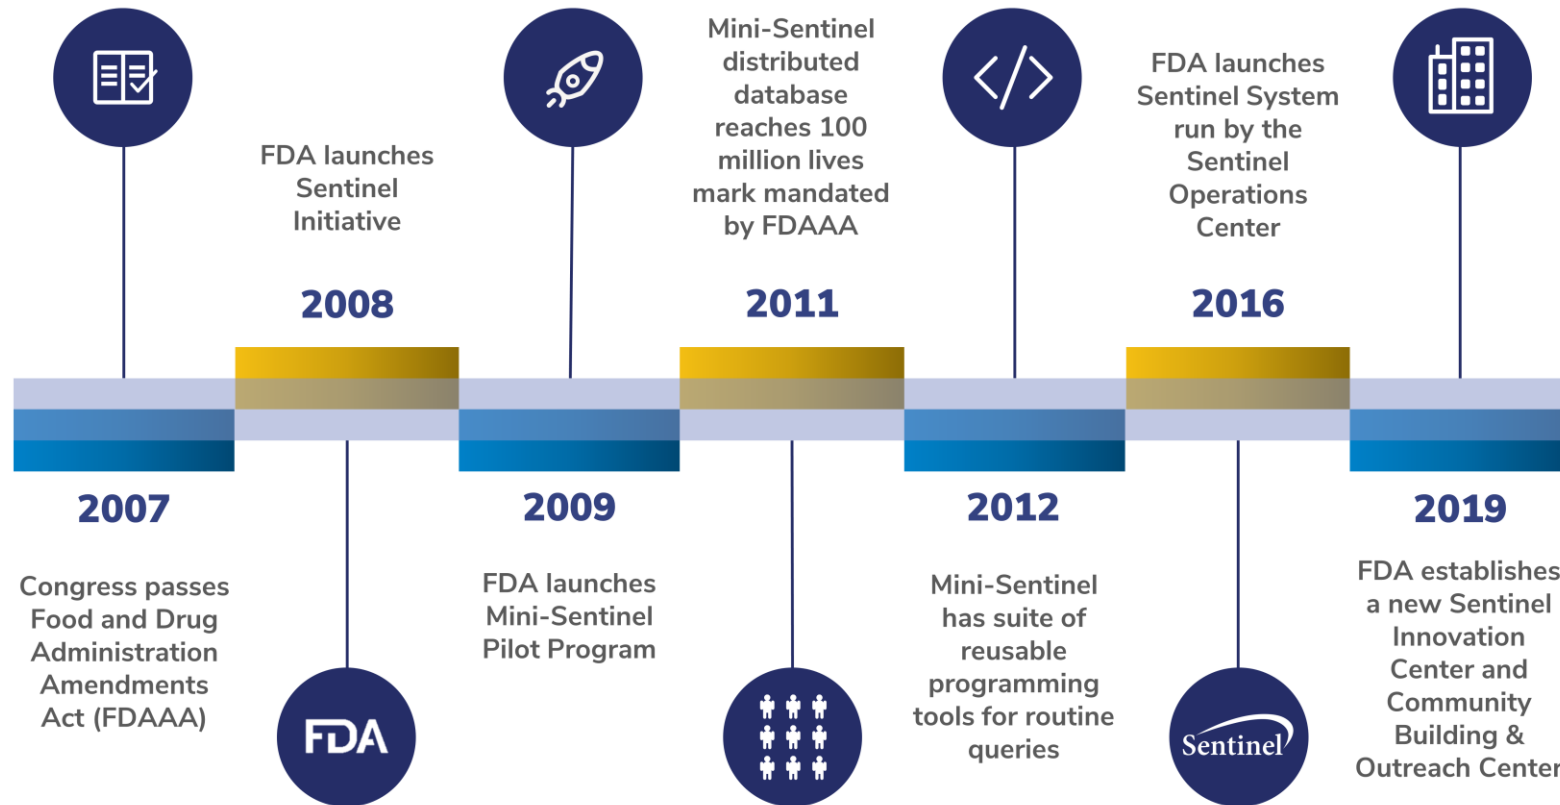 2007
Congress passes
Food and Drug
Administration
Amendments
Act (FDAAA)
FDA launches
Sentinel
Initiative
2008
FDA
2009
FDA launches
Mini-Sentinel
Pilot Program
Mini-Sentinel
distributed
database
reaches 100
million lives
mark mandated
by FDAAA
2011
</>
2012
Mini-Sentinel
has suite of
reusable
programming
tools for routine
queries
FDA launches
Sentinel System
run by the
Sentinel
Operations
Center
2016
Sentinel
2019
FDA establishes
a new Sentinel
Innovation
Center and
Community
Building &
Outreach Center